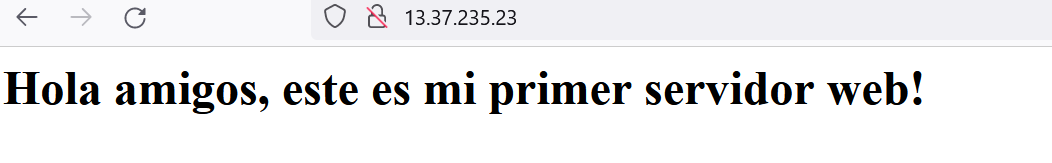 13.37.235.23
Hola amigos, este es mi primer servidor web!